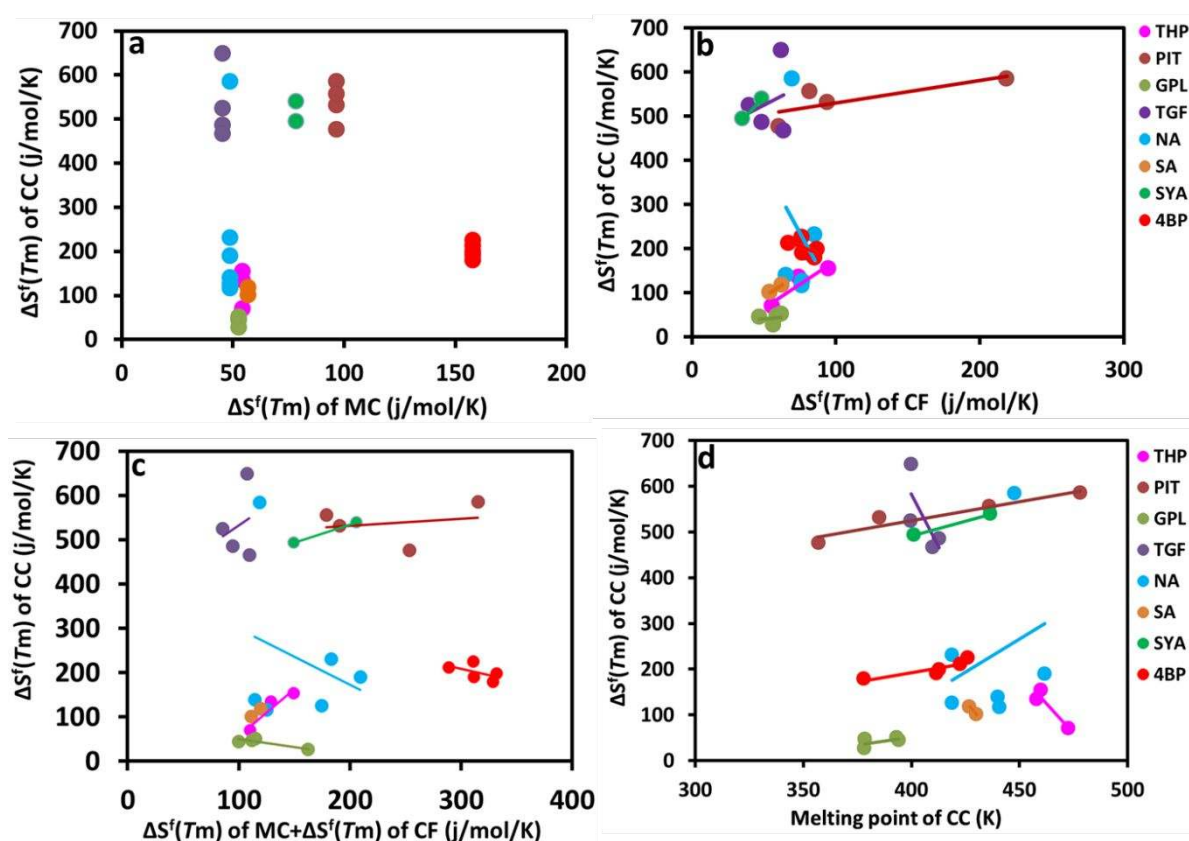 a
ΔSᶠ(Tm) of CC (j/mol/K)
700
600
500
400
300
200
100
0
0 50 100 150 200
ΔSᶠ(Tm) of MC (j/mol/K)
b
ΔSᶠ(Tm) of CC (j/mol/K)
700
600
500
400
300
200
100
0
0 100 200 300
ΔSᶠ(Tm) of CF (j/mol/K)
THP
PIT
GPL
TGF
NA
SA
SYA
4BP
c
ΔSᶠ(Tm) of CC (j/mol/K)
700
600
500
400
300
200
100
0
0 100 200 300 400
ΔSᶠ(Tm) of MC+ΔSᶠ(Tm) of CF (j/mol/K)
d
ΔSᶠ(Tm) of CC (j/mol/K)
700
600
500
400
300
200
100
0
300 350 400 450 500
Melting point of CC (K)
THP
PIT
GPL
TGF
NA
SA
SYA
4BP